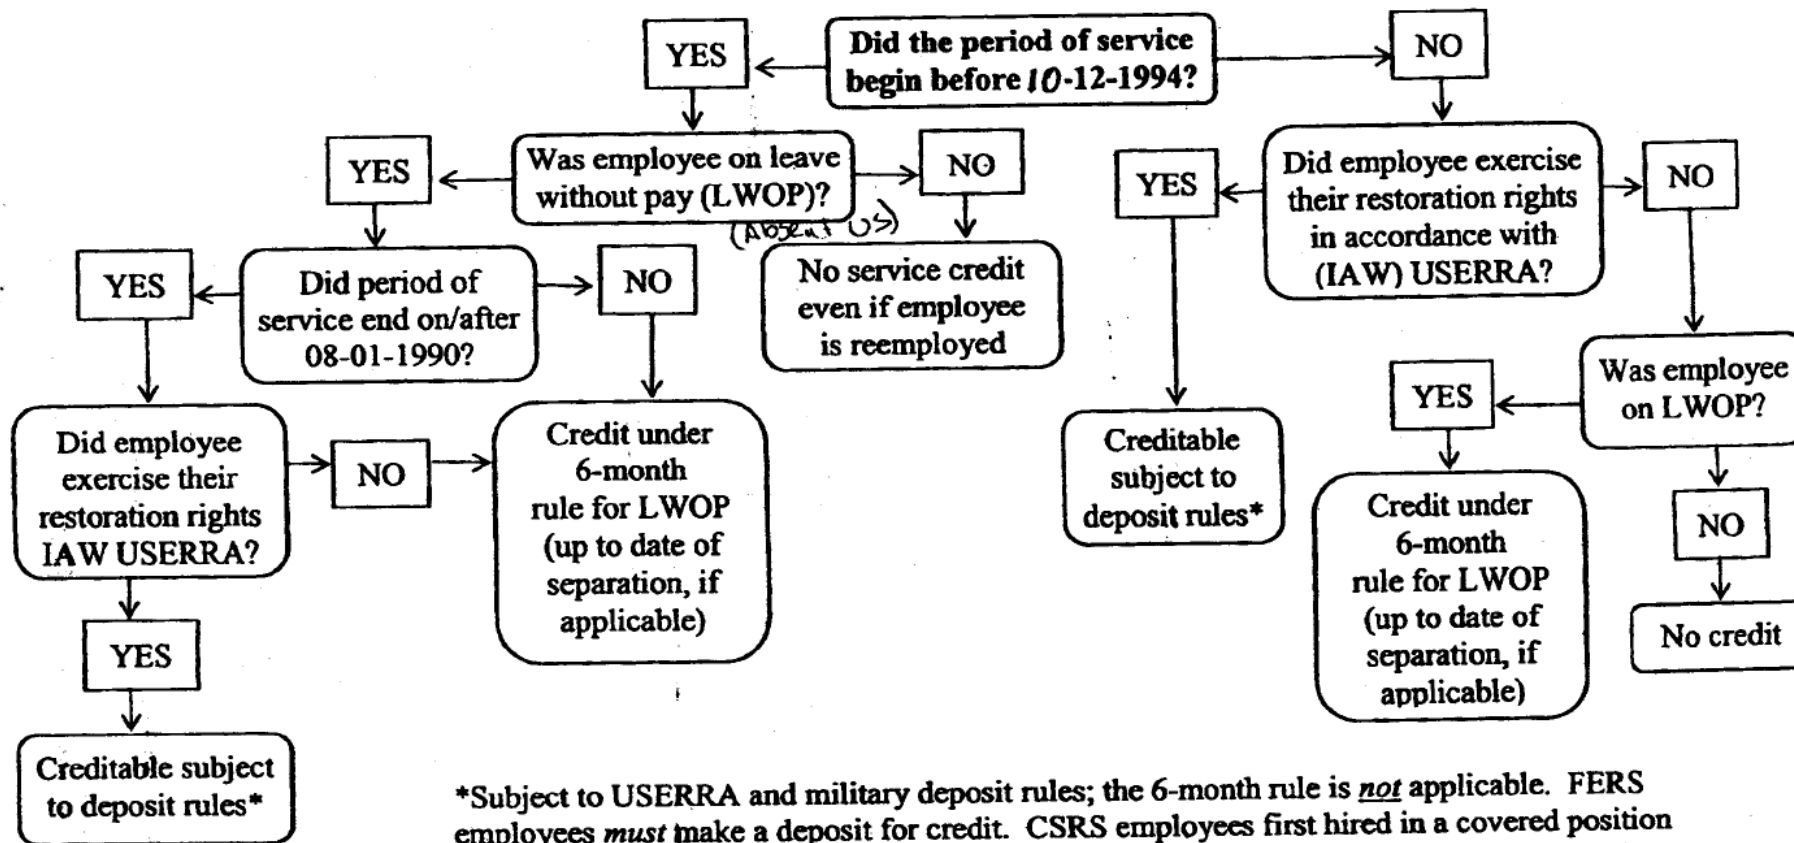 YES
Did the period of service
begin before 10-12-1994?
NO
YES
Was employee on leave
without pay (LWOP)?
(Absent US)
NO
YES
Did employee exercise
their restoration rights
in accordance with
(IAW) USERRA?
NO
YES
Did period of
service end on/after
08-01-1990?
NO
No service credit
even if employee
is reemployed
YES
Was employee
on LWOP?
Did employee
exercise their
restoration rights
IAW USERRA?
NO
Credit under
6-month
rule for LWOP
(up to date of
separation, if
applicable)
Creditable
subject to
deposit rules*
Credit under
6-month
rule for LWOP
(up to date of
separation, if
applicable)
NO
No credit
YES
Creditable subject
to deposit rules*
*Subject to USERRA and military deposit rules; the 6-month rule is not applicable. FERS
employees must make a deposit for credit. CSRS employees first hired in a covered position